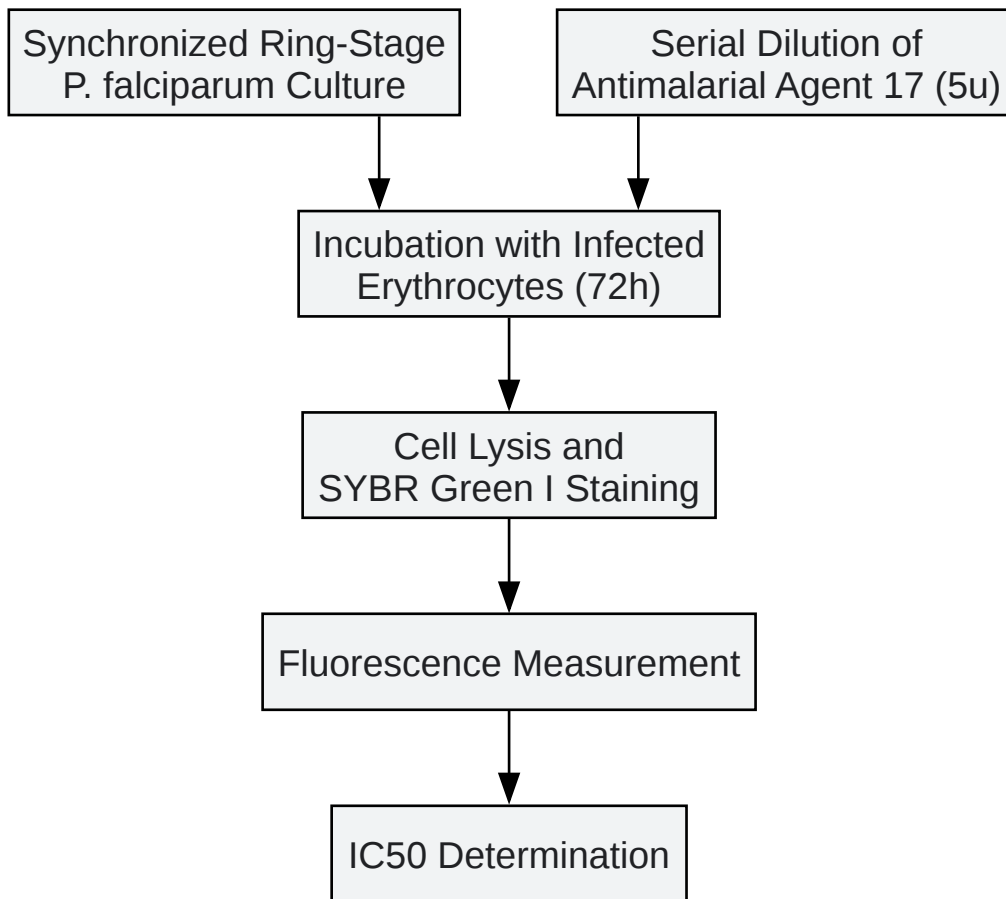 Synchronized Ring-Stage
P. falciparum Culture
Serial Dilution of
Antimalarial Agent 17 (5u)
Incubation with Infected
Erythrocytes (72h)
Cell Lysis and
SYBR Green I Staining
Fluorescence Measurement
IC50 Determination